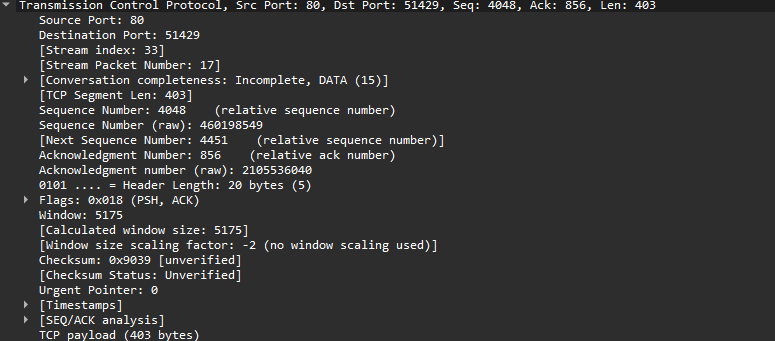 Transmission Control Protocol, Src Port: 80, Dst Port: 51429, Seq: 4048, Ack: 856, Len: 403
Source Port: 80
Destination Port: 51429
[Stream index: 33]
[Stream Packet Number: 17]
[Conversation completeness: Incomplete, DATA (15)]
[TCP Segment Len: 403]
Sequence Number: 4048    (relative sequence number)
Sequence Number (raw): 460198549
[Next Sequence Number: 4451    (relative sequence number)]
Acknowledgment Number: 856    (relative ack number)
Acknowledgment number (raw): 2105536040
0101 .... = Header Length: 20 bytes (5)
Flags: 0x018 (PSH, ACK)
Window: 5175
[Calculated window size: 5175]
[Window size scaling factor: -2 (no window scaling used)]
Checksum: 0x9039 [unverified]
[Checksum Status: Unverified]
Urgent Pointer: 0
[Timestamps]
[SEQ/ACK analysis]
TCP payload (403 bytes)